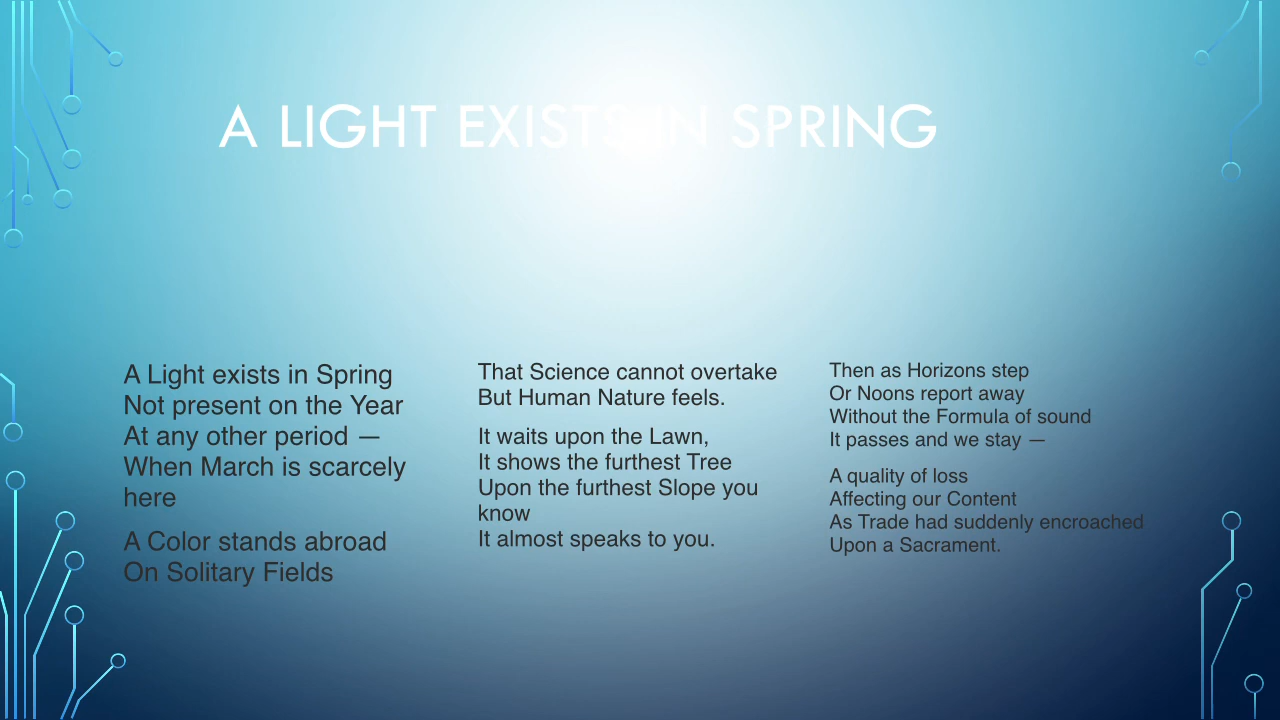 A LIGHT EXISTS IN SPRING
A Light exists in Spring
Not present on the Year
At any other period —
When March is scarcely
here
A Color stands abroad
On Solitary Fields
That Science cannot overtake
But Human Nature feels.
It waits upon the Lawn,
It shows the furthest Tree
Upon the furthest Slope you
know
It almost speaks to you.
Then as Horizons step
Or Noons report away
Without the Formula of sound
It passes and we stay —
A quality of loss
Affecting our Content
As Trade had suddenly encroached
Upon a Sacrament.